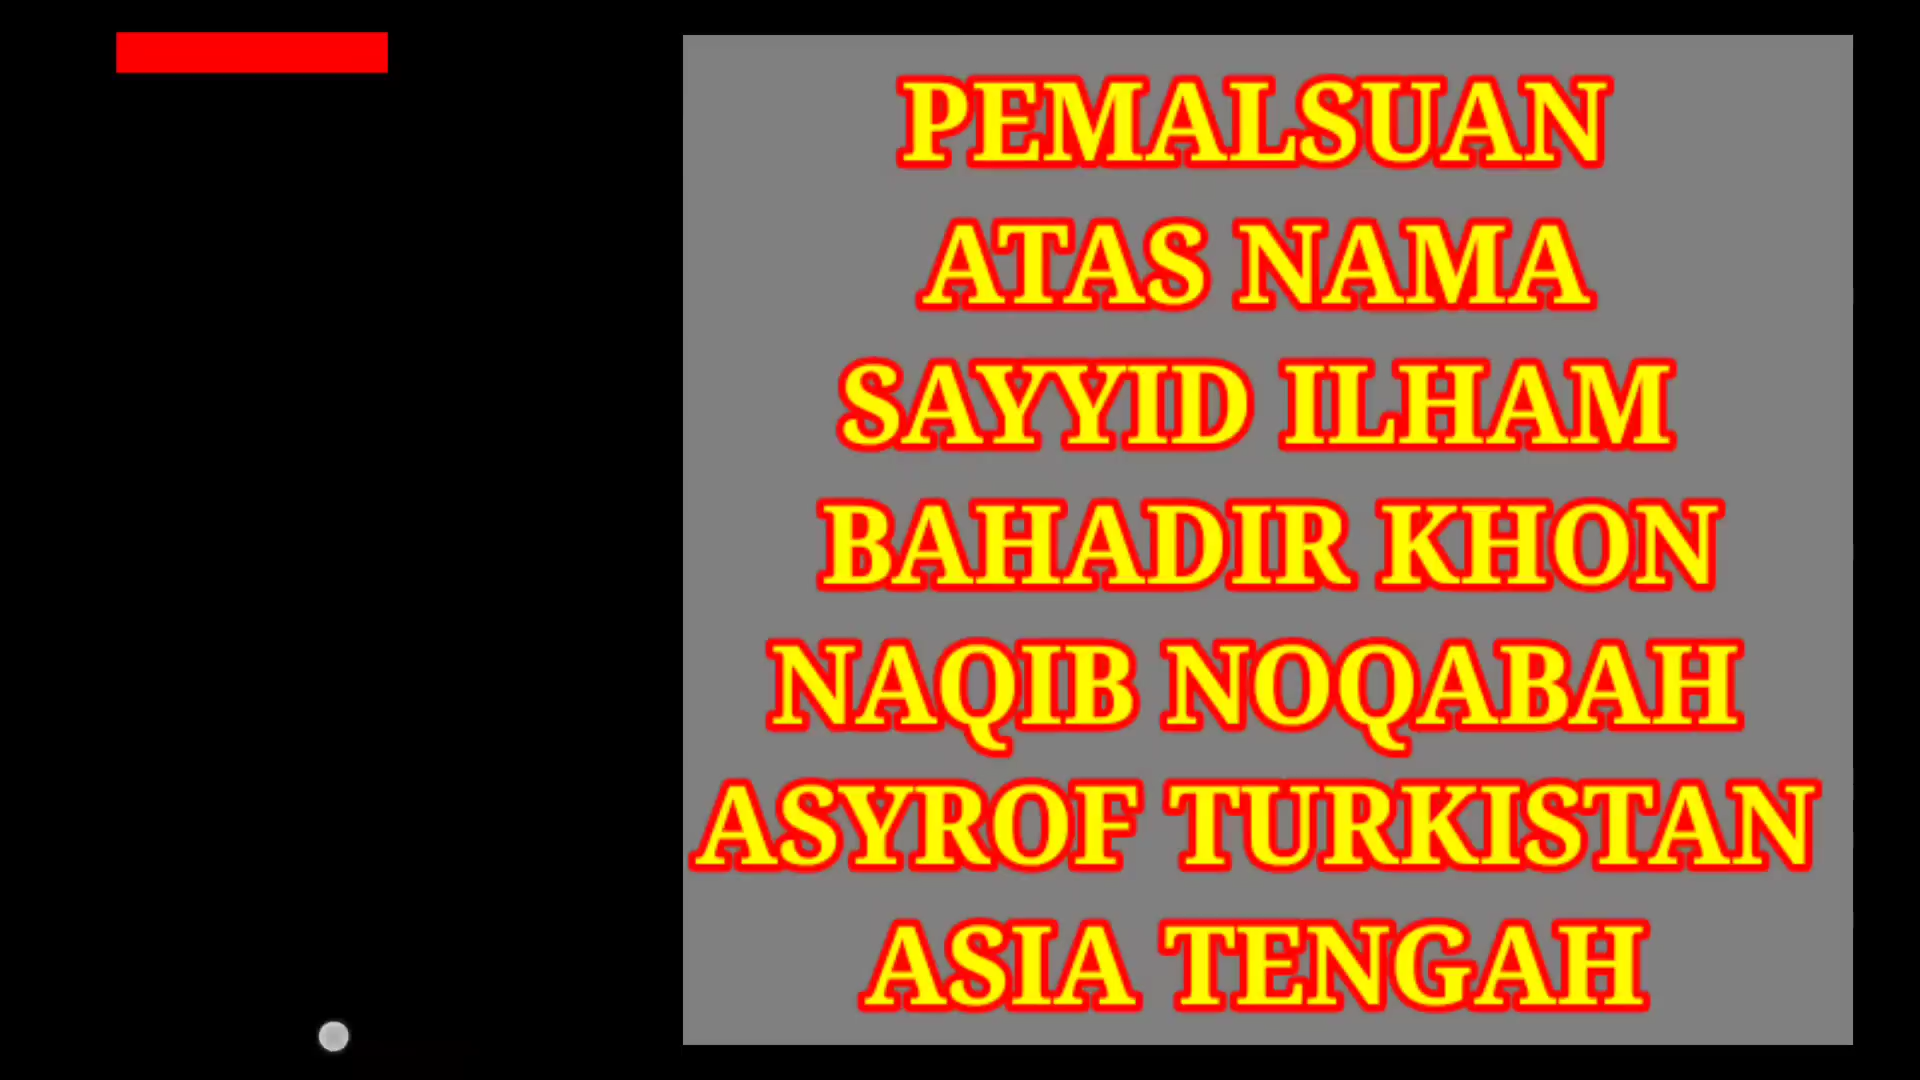 PEMALSUAN
ATAS NAMA
SAYYID ILHAM
BAHADIR KHON
NAQIB NOQABAH
ASYROF TURKISTAN
ASIA TENGAH